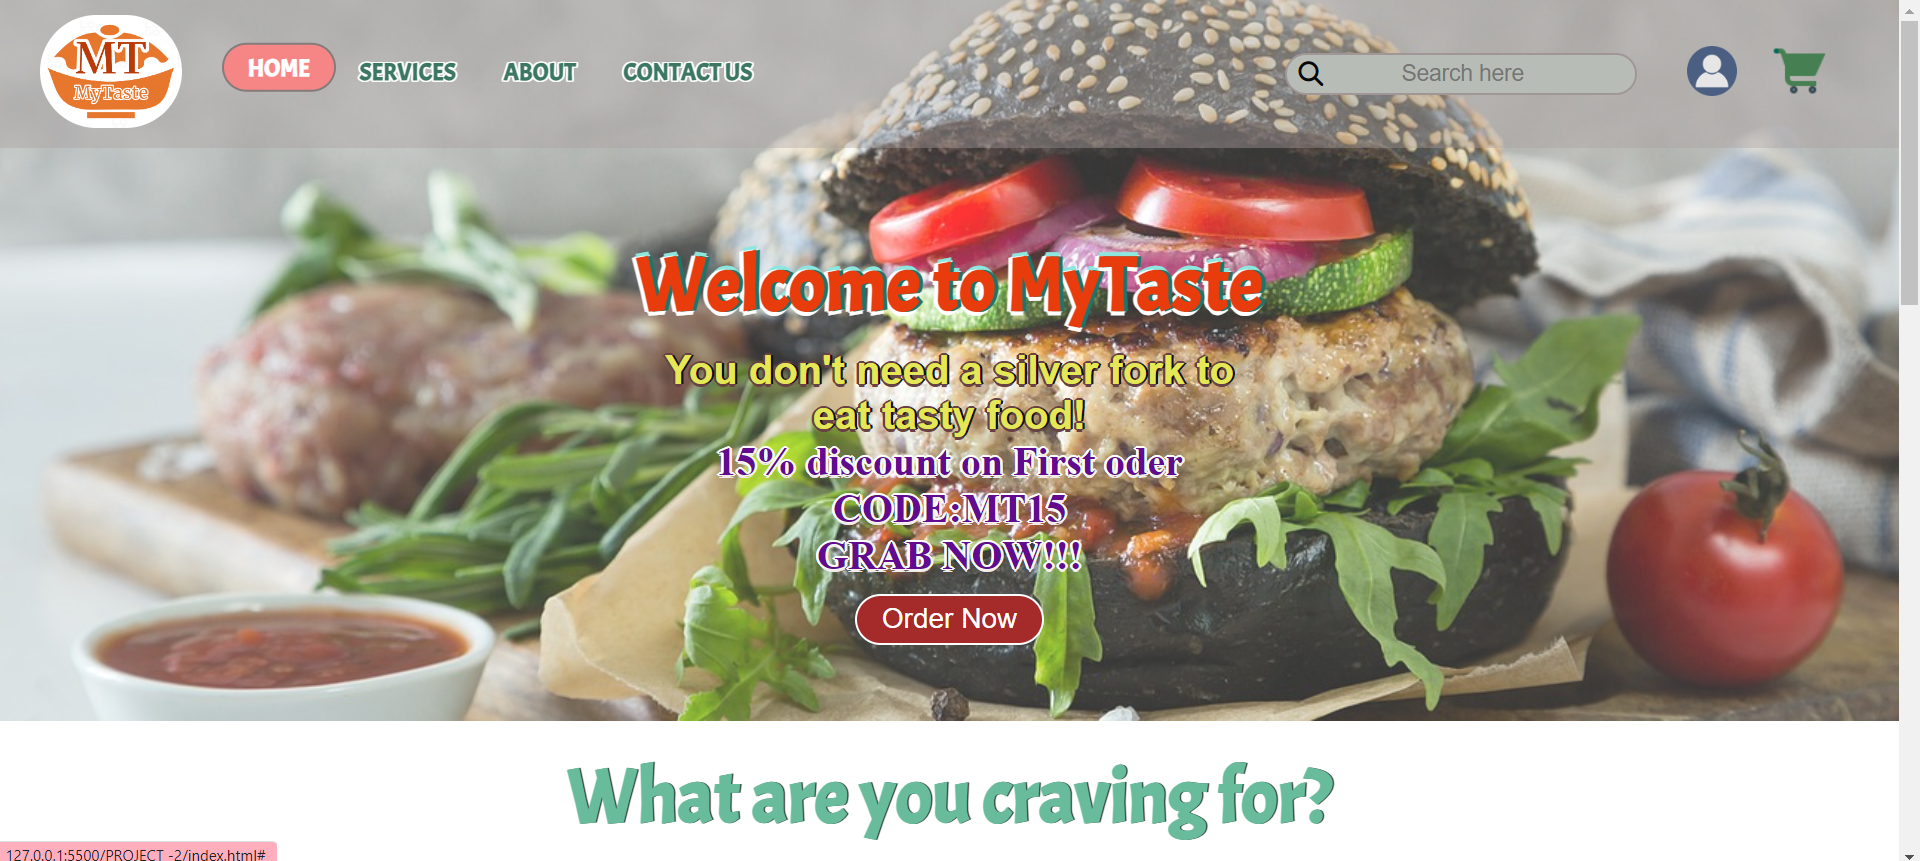 MT
MyTaste
HOME
SERVICES
ABOUT
CONTACT US
Search here
Welcome to MyTaste
You don't need a silver fork to
eat tasty food!
15% discount on First oder
CODE:MT15
GRAB NOW!!!
Order Now
What are you craving for?
127.0.0.1:5500/PROJECT -2/index.html#